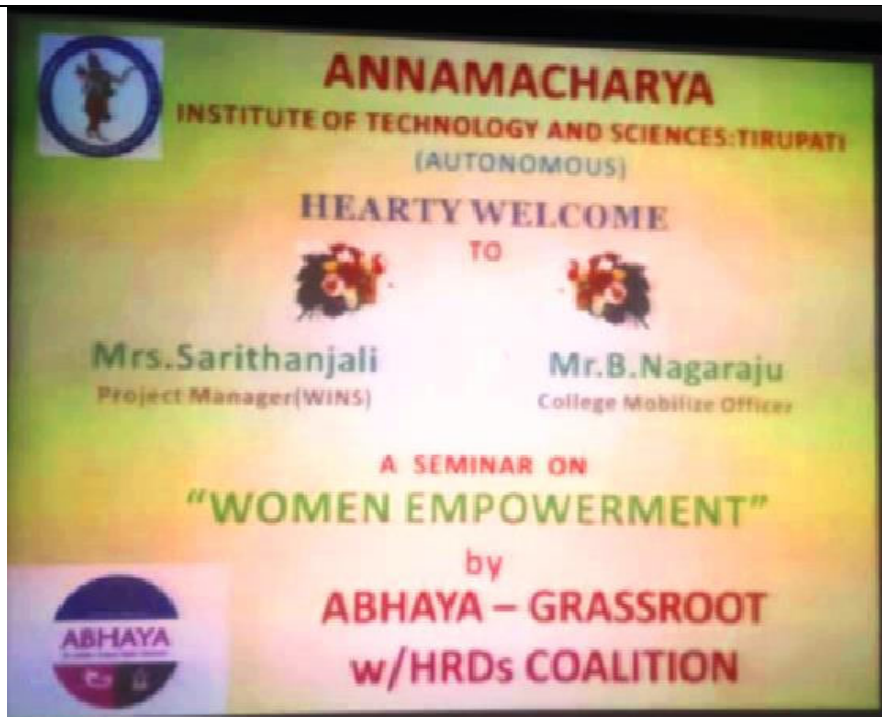 ANNAMACHARYA
INSTITUTE OF TECHNOLOGY AND SCIENCES:TIRUPATI
(AUTONOMOUS)
HEARTY WELCOME
TO
Mrs.Sarithanjali
Project Manager(WINS)
Mr.B.Nagaraju
College Mobilize Officer
A SEMINAR ON
“WOMEN EMPOWERMENT”
by
ABHAYA – GRASSROOT
w/HRDs COALITION
ABHAYA